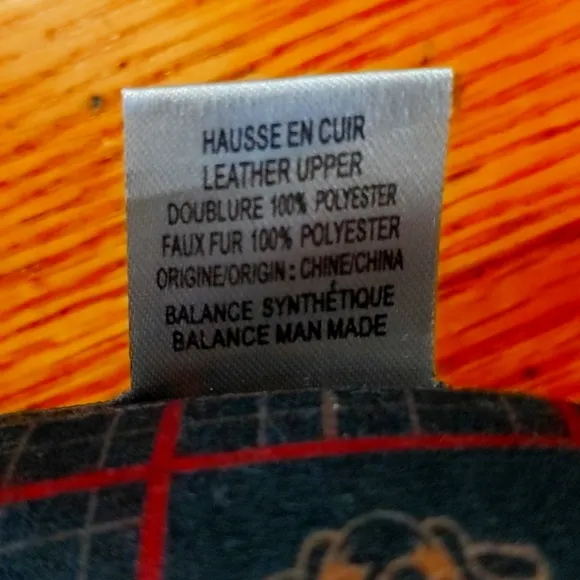 HAUSSE EN CUIR
LEATHER UPPER
DOUBLURE 100% POLYESTER
FAUX FUR 100% POLYESTER
ORIGINE/ORIGIN : CHINE/CHINA
BALANCE SYNTHÉTIQUE
BALANCE MAN MADE